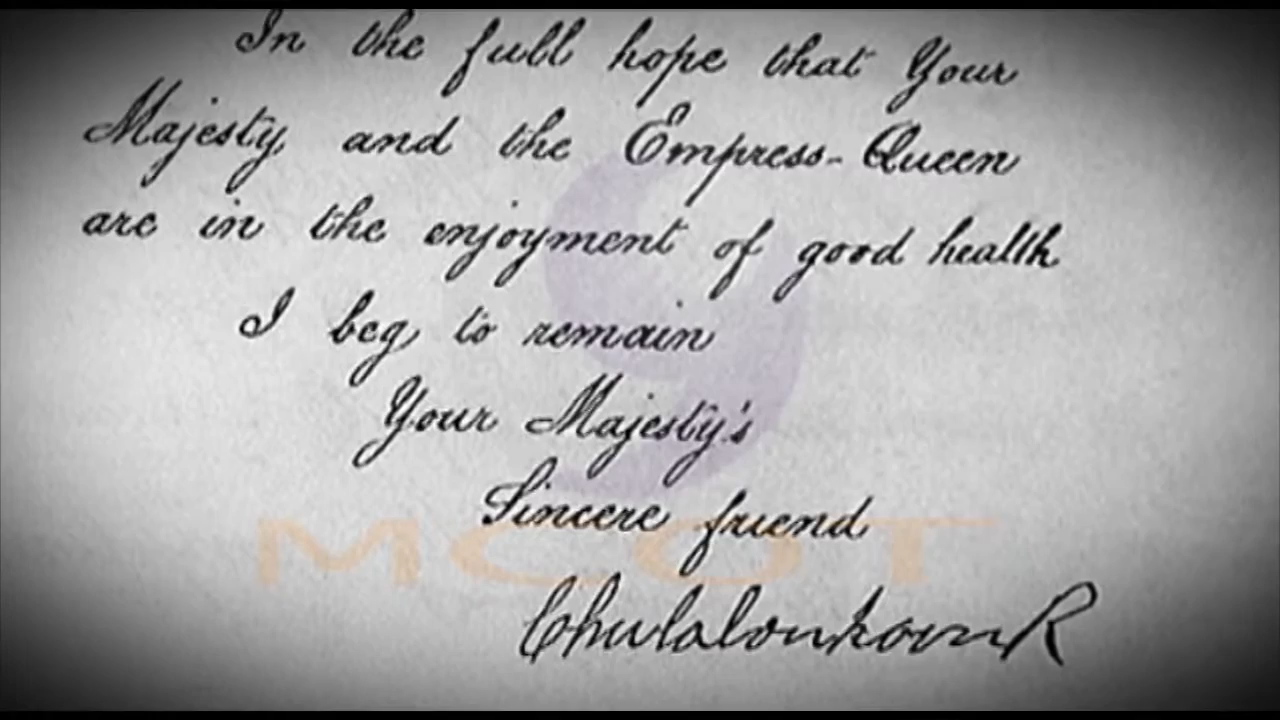 In the full hope that Your
Majesty and the Empress-Queen
are in the enjoyment of good health
I beg to remain
Your Majesty's
Sincere friend
Chulalonkorn R
9
MCOT